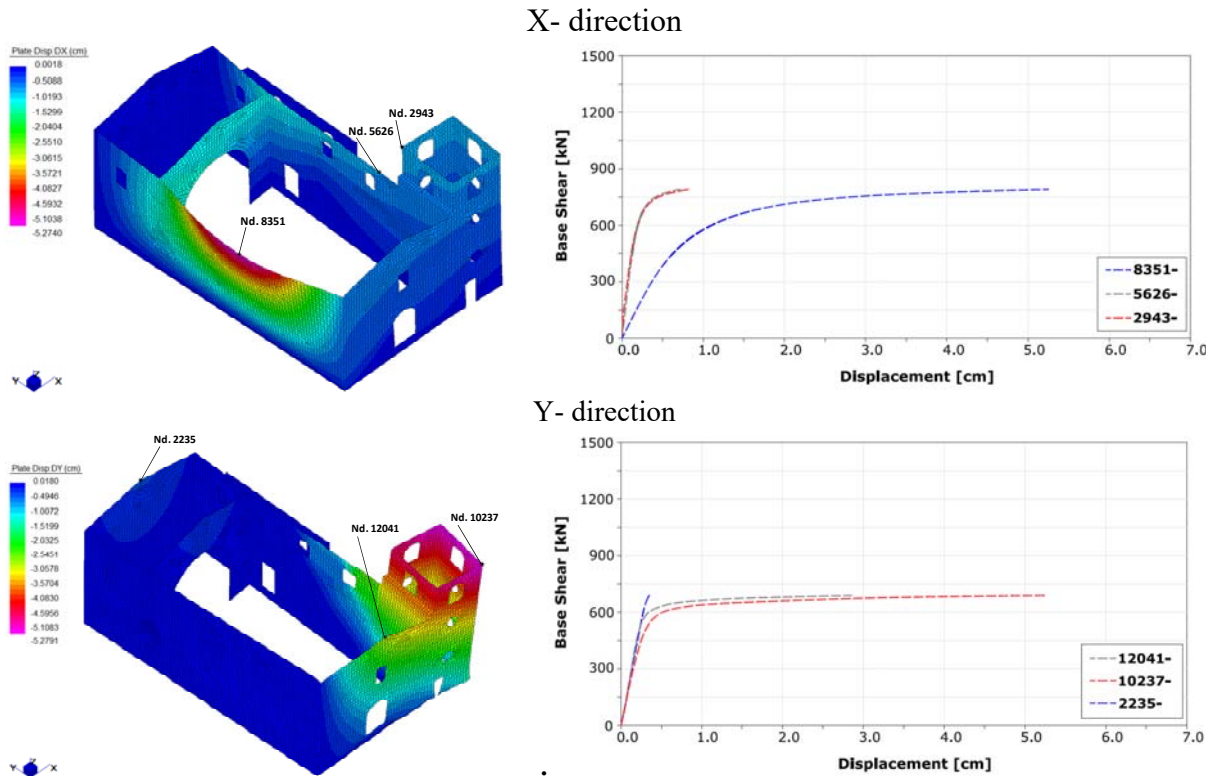 X- direction
Plate Disp:DX (cm)
0.0018
-0.5088
-1.0193
-1.5299
-2.0404
-2.5510
-3.0615
-3.5721
-4.0827
-4.5932
-5.1038
-5.2740
Nd. 2943
Nd. 5626
Nd. 8351
Y Z X
Base Shear [kN]
1500
1200
900
600
300
0
0.0 1.0 2.0 3.0 4.0 5.0 6.0 7.0
Displacement [cm]
8351-
5626-
2943-
Y- direction
Plate Disp:DY (cm)
0.0180
-0.4946
-1.0072
-1.5199
-2.0325
-2.5451
-3.0578
-3.5704
-4.0830
-4.5956
-5.1083
-5.2791
Nd. 2235
Nd. 12041
Nd. 10237
Y Z X
Base Shear [kN]
1500
1200
900
600
300
0
0.0 1.0 2.0 3.0 4.0 5.0 6.0 7.0
Displacement [cm]
12041-
10237-
2235-
.